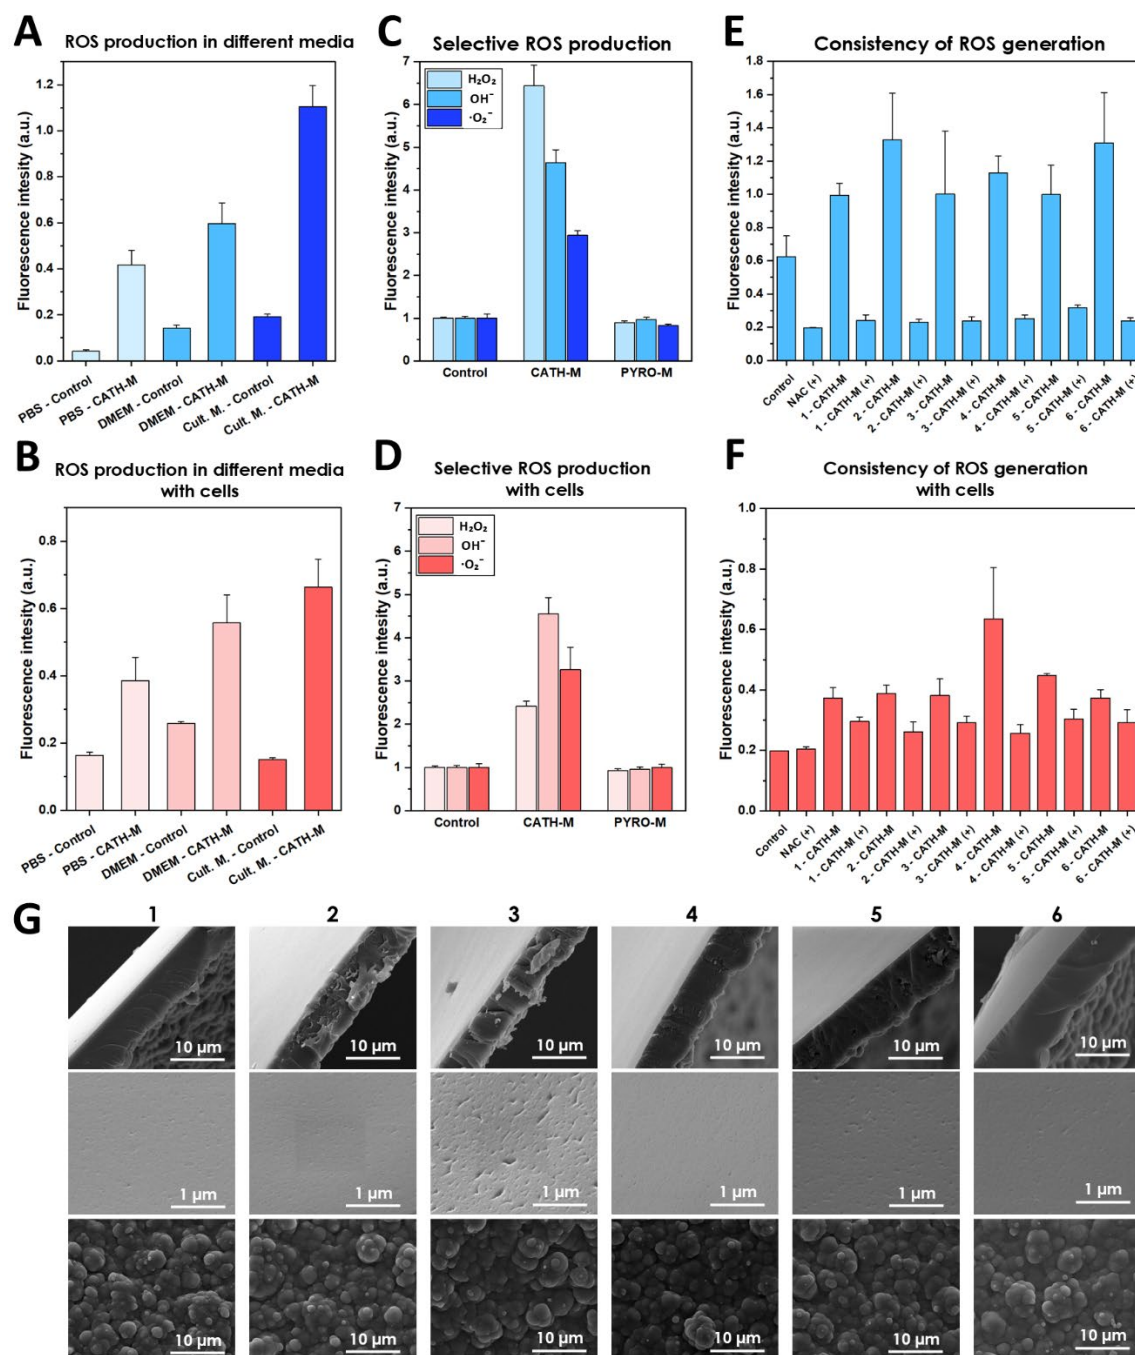 A
ROS production in different media
Fluorescence intesity (a.u.)
1.2
1.0
0.8
0.6
0.4
0.2
0.0
PBS - Control
PBS - CATH-M
DMEM - Control
DMEM - CATH-M
Cult. M. - Control
Cult. M. - CATH-M
C
Selective ROS production
Fluorescence intesity (a.u.)
7
6
5
4
3
2
1
0
H₂O₂
OH⁻
·O₂⁻
Control
CATH-M
PYRO-M
E
Consistency of ROS generation
Fluorescence intesity (a.u.)
1.8
1.6
1.4
1.2
1.0
0.8
0.6
0.4
0.2
0.0
Control
NAC (+)
1 - CATH-M
1 - CATH-M (+)
2 - CATH-M
2 - CATH-M (+)
3 - CATH-M
3 - CATH-M (+)
4 - CATH-M
4 - CATH-M (+)
5 - CATH-M
5 - CATH-M (+)
6 - CATH-M
6 - CATH-M (+)
B
ROS production in different media
with cells
Fluorescence intesity (a.u.)
0.8
0.6
0.4
0.2
0.0
PBS - Control
PBS - CATH-M
DMEM - Control
DMEM - CATH-M
Cult. M. - Control
Cult. M. - CATH-M
D
Selective ROS production
with cells
Fluorescence intesity (a.u.)
7
6
5
4
3
2
1
0
H₂O₂
OH⁻
·O₂⁻
Control
CATH-M
PYRO-M
F
Consistency of ROS generation
with cells
Fluorescence intesity (a.u.)
1.0
0.8
0.6
0.4
0.2
0.0
Control
NAC (+)
1 - CATH-M
1 - CATH-M (+)
2 - CATH-M
2 - CATH-M (+)
3 - CATH-M
3 - CATH-M (+)
4 - CATH-M
4 - CATH-M (+)
5 - CATH-M
5 - CATH-M (+)
6 - CATH-M
6 - CATH-M (+)
G
1
2
3
4
5
6
10 µm
10 µm
10 µm
10 µm
10 µm
10 µm
1 µm
1 µm
1 µm
1 µm
1 µm
1 µm
10 µm
10 µm
10 µm
10 µm
10 µm
10 µm